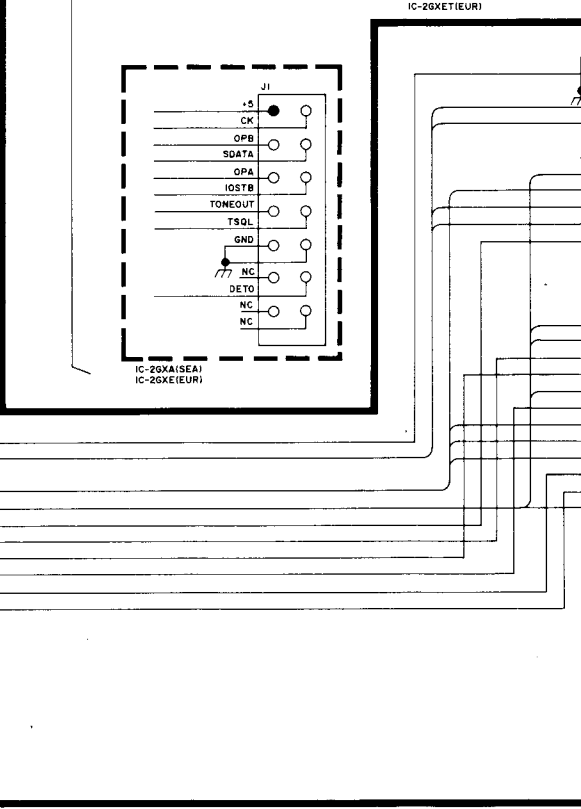 IC-2GXET(EUR)
J1
+5
CK
OPB
SDATA
OPA
IOSTB
TONEOUT
TSQL
GND
NC
DETO
NC
NC
IC-2GXA(SEA)
IC-2GXE(EUR)